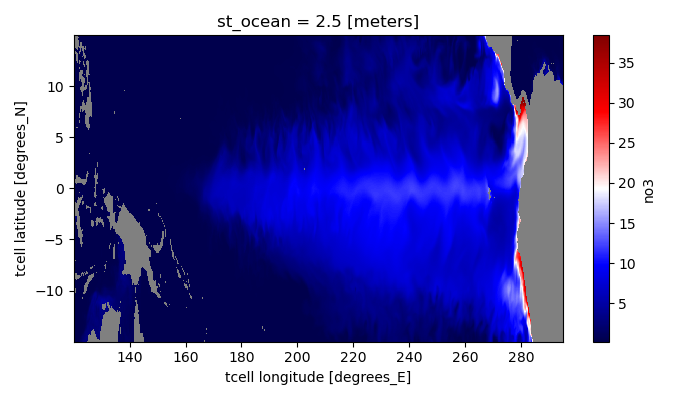 st_ocean = 2.5 [meters]
tcell latitude [degrees_N]
10
5
0
−5
−10
140 160 180 200 220 240 260 280
tcell longitude [degrees_E]
35
30
25
20
15
10
5
no3